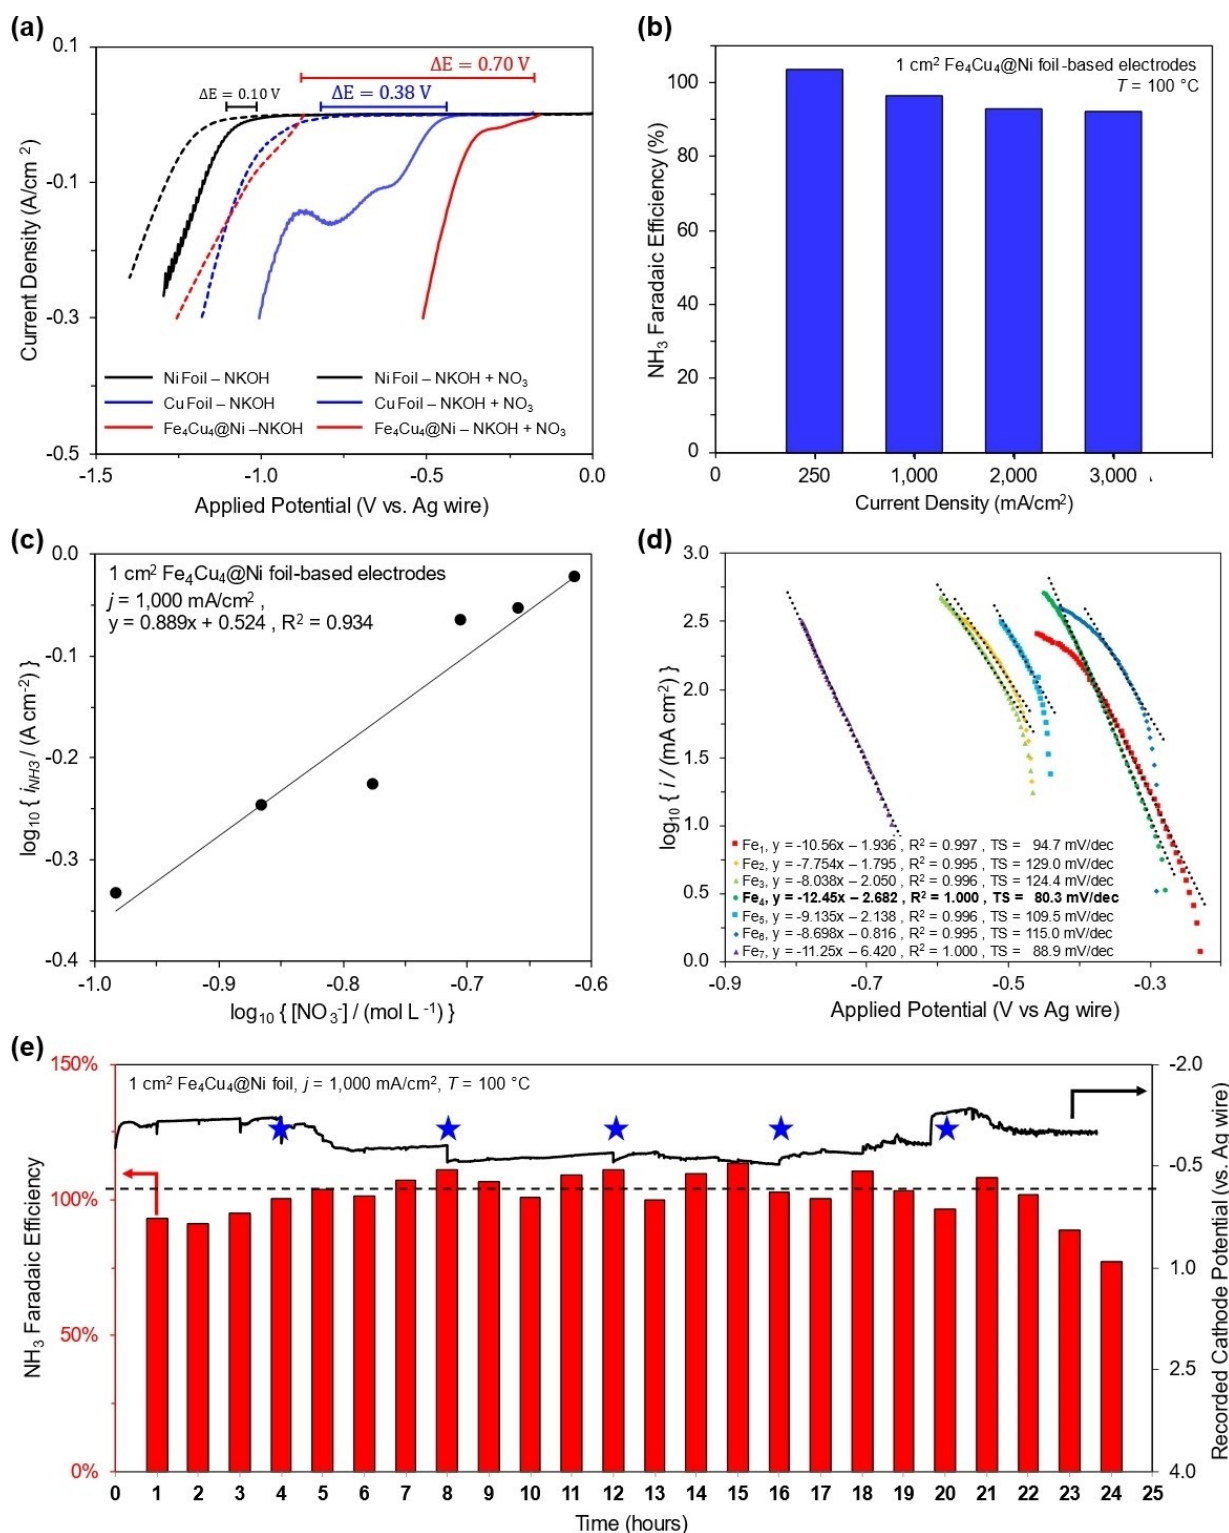 (a)
0.1
-0.1
-0.3
-0.5
Current Density (A/cm²)
ΔE = 0.70 V
ΔE = 0.38 V
ΔE = 0.10 V
Ni Foil – NKOH
Ni Foil – NKOH + NO₃
Cu Foil – NKOH
Cu Foil – NKOH + NO₃
Fe₄Cu₄@Ni –NKOH
Fe₄Cu₄@Ni – NKOH + NO₃
-1.5
-1.0
-0.5
0.0
Applied Potential (V vs. Ag wire)
(b)
100
80
60
40
20
0
NH₃ Faradaic Efficiency (%)
1 cm² Fe₄Cu₄@Ni foil-based electrodes
T = 100 °C
0
250
1,000
2,000
3,000
Current Density (mA/cm²)
(c)
0.0
-0.1
-0.2
-0.3
-0.4
log₁₀ { i_NH3 / (A cm⁻²) }
1 cm² Fe₄Cu₄@Ni foil-based electrodes
j = 1,000 mA/cm² ,
y = 0.889x + 0.524 , R² = 0.934
-1.0
-0.9
-0.8
-0.7
-0.6
log₁₀ { [NO₃⁻] / (mol L⁻¹) }
(d)
3.0
2.5
2.0
1.5
1.0
0.5
0.0
log₁₀ { i / (mA cm²) }
Fe₁, y = -10.56x – 1.936 , R² = 0.997 , TS = 94.7 mV/dec
Fe₂, y = -7.754x – 1.795 , R² = 0.995 , TS = 129.0 mV/dec
Fe₃, y = -8.038x – 2.050 , R² = 0.996 , TS = 124.4 mV/dec
Fe₄, y = -12.45x – 2.682 , R² = 1.000 , TS = 80.3 mV/dec
Fe₅, y = -9.135x – 2.138 , R² = 0.996 , TS = 109.5 mV/dec
Fe₆, y = -8.698x – 0.816 , R² = 0.995 , TS = 115.0 mV/dec
Fe₇, y = -11.25x – 6.420 , R² = 1.000 , TS = 88.9 mV/dec
-0.9
-0.7
-0.5
-0.3
Applied Potential (V vs Ag wire)
(e)
150%
100%
50%
0%
NH₃ Faradaic Efficiency
1 cm² Fe₄Cu₄@Ni foil, j = 1,000 mA/cm², T = 100 °C
-2.0
-0.5
1.0
2.5
4.0
Recorded Cathode Potential (vs. Ag wire)
0 1 2 3 4 5 6 7 8 9 10 11 12 13 14 15 16 17 18 19 20 21 22 23 24 25
Time (hours)